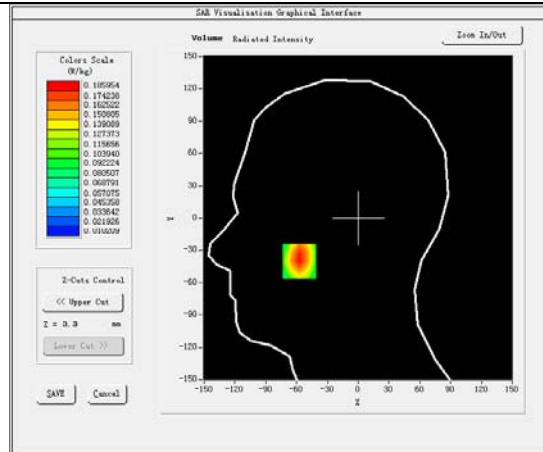 SAR Visualisation Graphical Interface
Volume Radiated Intensity
Zoom In/Out
Colors Scale
(W/kg)
0.185954
0.174238
0.162522
0.150805
0.139089
0.127373
0.115656
0.103940
0.092224
0.080507
0.068791
0.057075
0.045358
0.033642
0.021926
0.010209
Z-Cuts Control
<< Upper Cut
Z = 3.3 mm
Lower Cut >>
SAVE Cancel
150-
120-
90-
60-
30-
Y 0-
-30-
-60-
-90-
-120-
-150-
-150 -120 -90 -60 -30 0 30 60 90 120 150